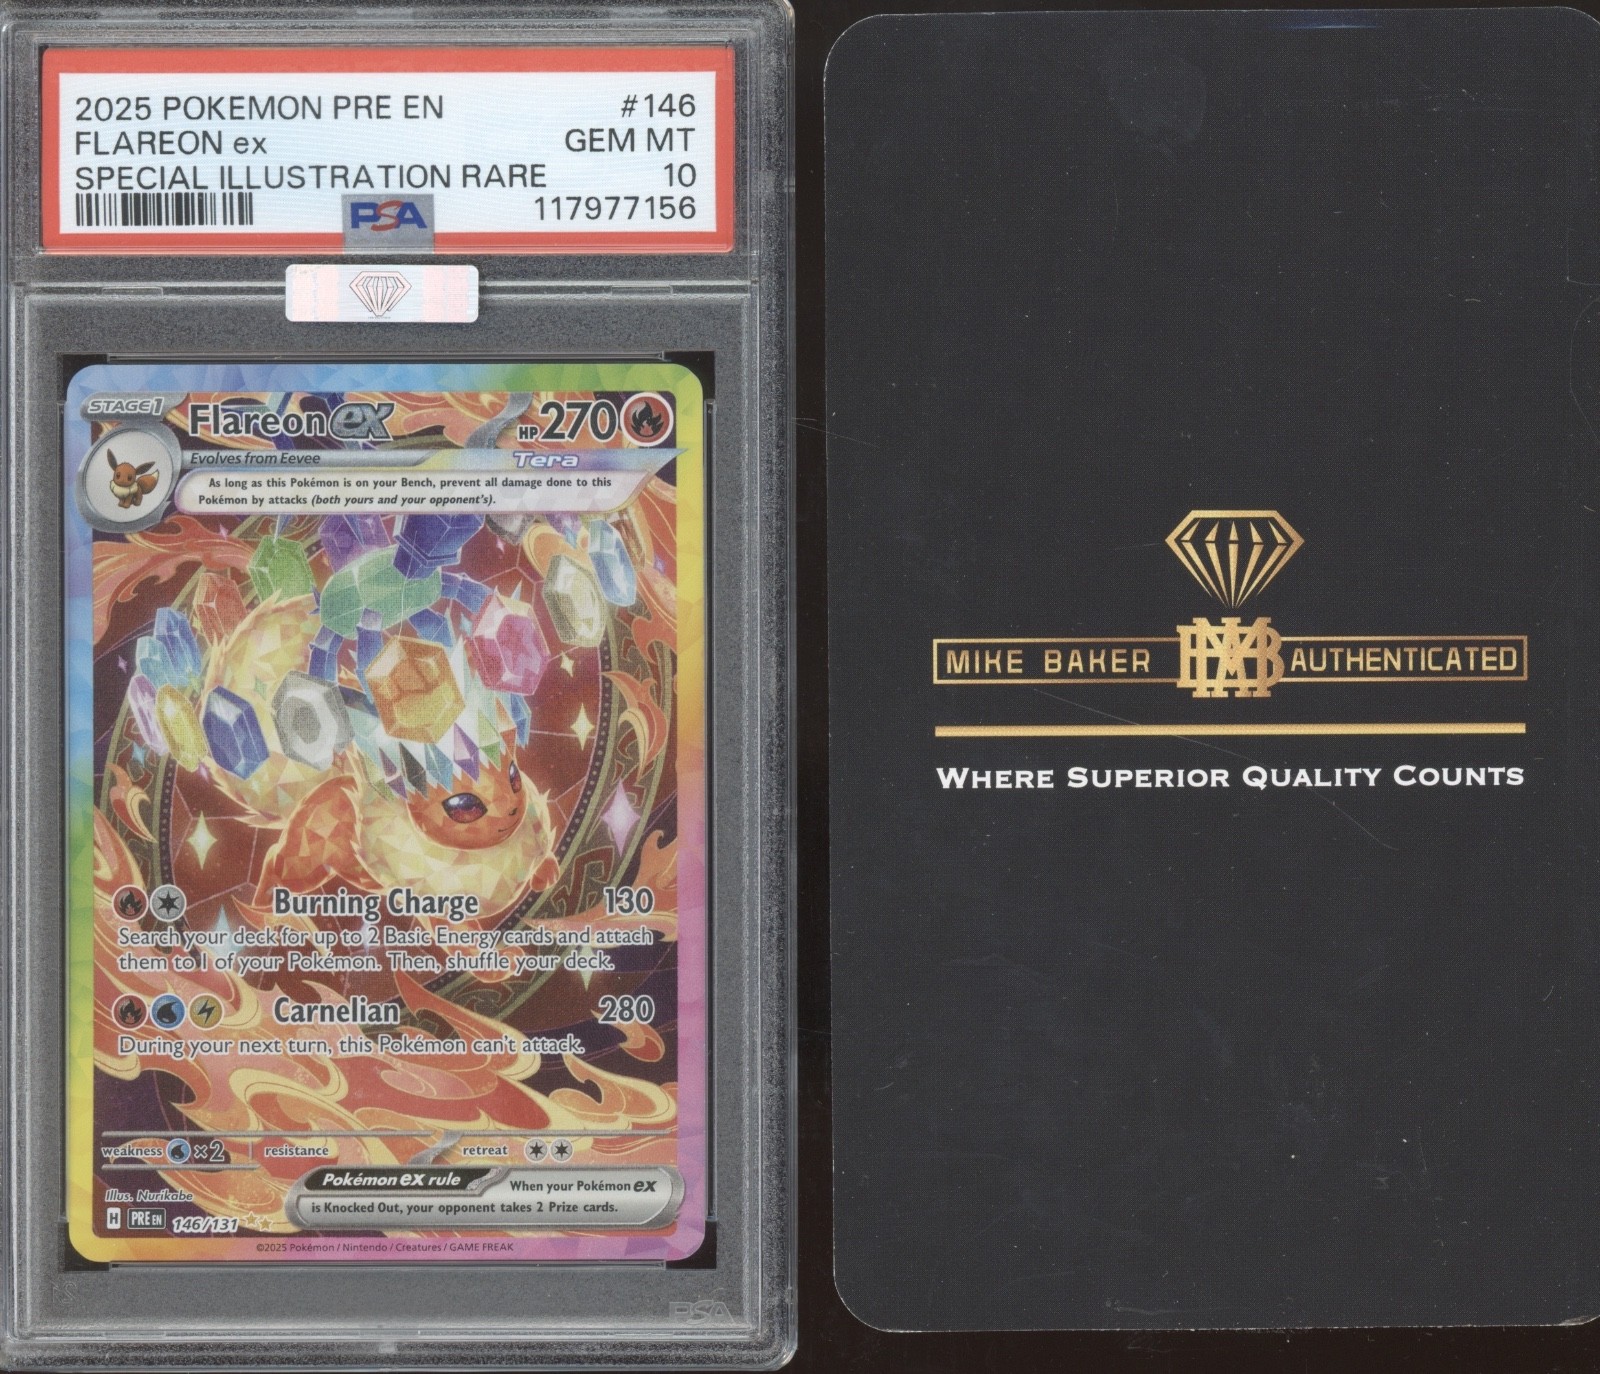 2025 POKEMON PRE EN #146
FLAREON ex GEM MT
SPECIAL ILLUSTRATION RARE 10
117977156
PSA
STAGE 1
Flareon ex HP 270
Evolves from Eevee
Tera
As long as this Pokémon is on your Bench, prevent all damage done to this
Pokémon by attacks (both yours and your opponent's).
Burning Charge 130
Search your deck for up to 2 Basic Energy cards and attach
them to 1 of your Pokémon. Then, shuffle your deck.
Carnelian 280
During your next turn, this Pokémon can't attack.
weakness ×2 resistance retreat
Pokémon ex rule
When your Pokémon ex
is Knocked Out, your opponent takes 2 Prize cards.
Illus. Nurikabe
H PRE EN 146/131
©2025 Pokémon / Nintendo / Creatures / GAME FREAK
PSA
MIKE BAKER MBA AUTHENTICATED
WHERE SUPERIOR QUALITY COUNTS